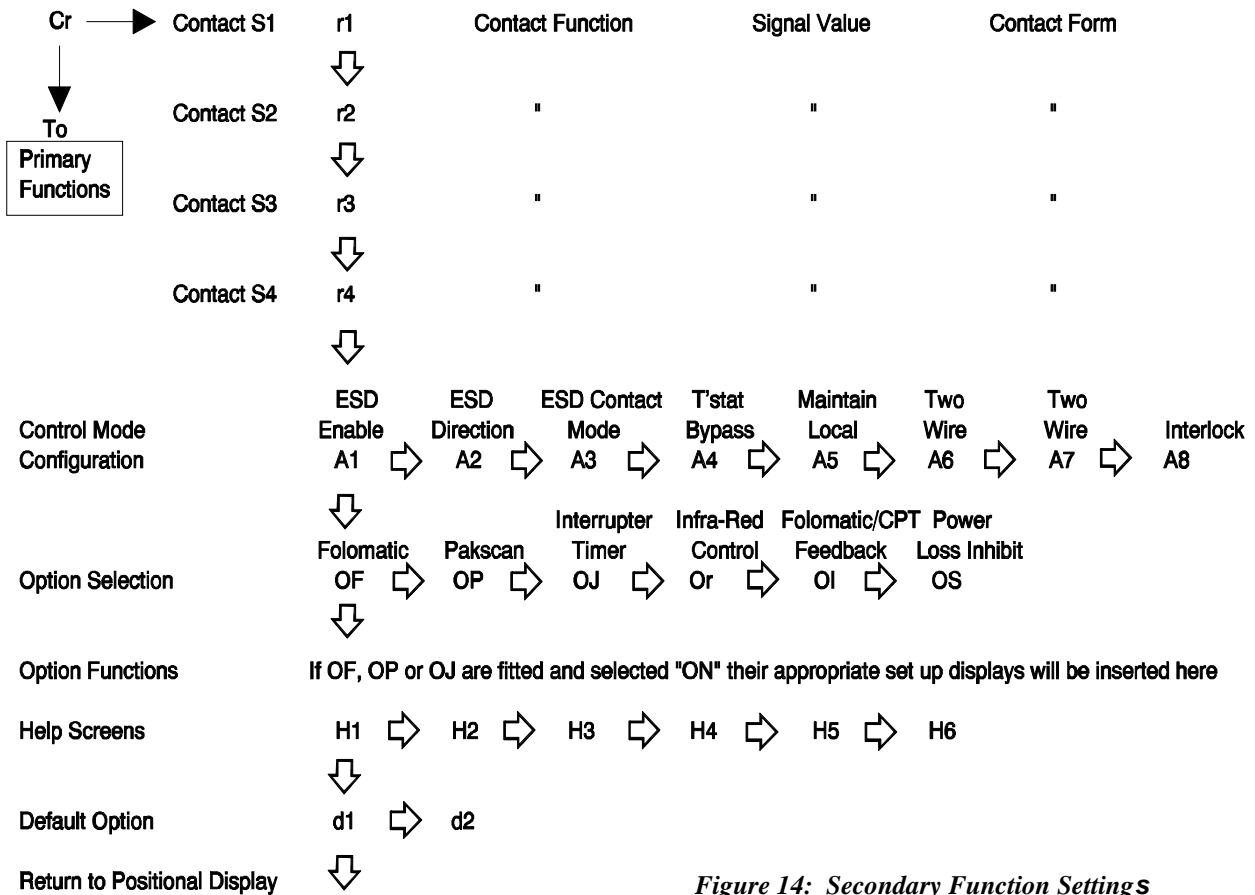 Cr Contact S1 r1 Contact Function Signal Value Contact Form
Contact S2 r2 " " "
To
Primary
Functions
Contact S3 r3 " " "
Contact S4 r4 " " "
ESD ESD ESD Contact T'stat Maintain Two Two
Control Mode Enable Direction Mode Bypass Local Wire Wire Interlock
Configuration A1 A2 A3 A4 A5 A6 A7 A8
Interrupter Infra-Red Folomatic/CPT Power
Folomatic Pakscan Timer Control Feedback Loss Inhibit
Option Selection OF OP OJ Or OI OS
Option Functions If OF, OP or OJ are fitted and selected "ON" their appropriate set up displays will be inserted here
Help Screens H1 H2 H3 H4 H5 H6
Default Option d1 d2
Return to Positional Display
Figure 14: Secondary Function Settings